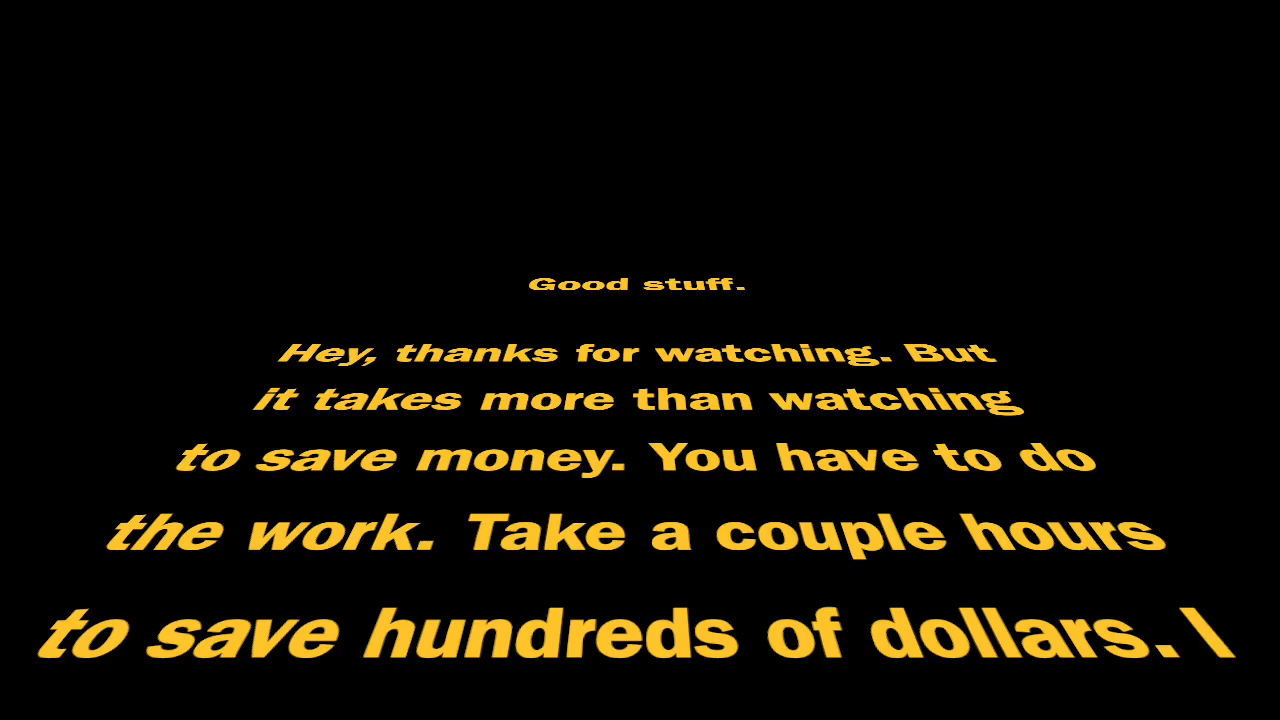 Good stuff.
Hey, thanks for watching. But
it takes more than watching
to save money. You have to do
the work. Take a couple hours
to save hundreds of dollars. I